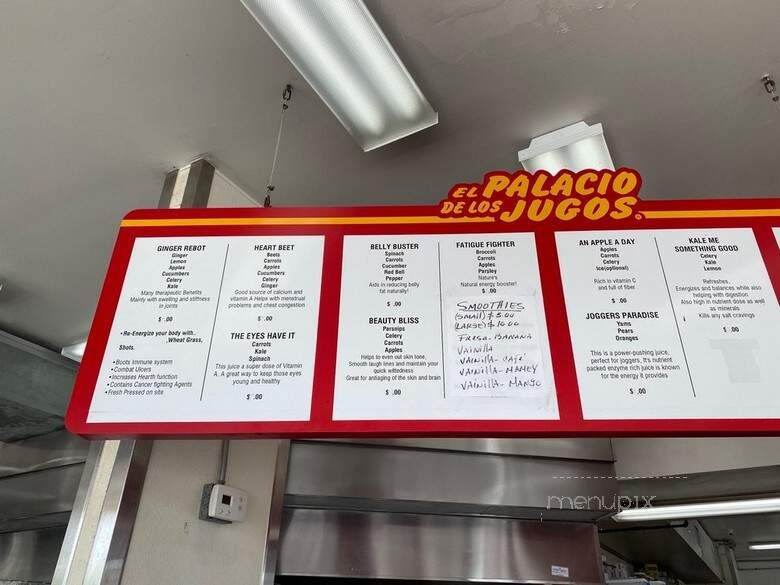 EL PALACIO
DE LOS JUGOS
GINGER REBOT
Ginger
Lemon
Apples
Cucumbers
Celery
Kale
Many therapeutic Benefits
Mainly with swelling and stiffness
in joints
$ .00
• Re-Energize your body with..
Wheat Grass,
Shots.
• Boots Immune system
• Combat Ulcers
• Increases Hearth function
• Contains Cancer fighting Agents
• Fresh Pressed on site
HEART BEET
Beets
Carrots
Apples
Cucumbers
Celery
Ginger
Good source of calcium and
vitamin A Helps with menstrual
problems and chest congestion
$ .00
THE EYES HAVE IT
Carrots
Kale
Spinach
This juice a super dose of Vitamin
A. A great way to keep those eyes
young and healthy
$ .00
BELLY BUSTER
Spinach
Carrots
Cucumber
Red Bell
Pepper
Aids in reducing belly
fat naturally!
$ .00
BEAUTY BLISS
Parsnips
Celery
Carrots
Apples
Helps to even out skin tone,
Smooth laugh lines and maintain your
quick wittedness
Great for antiaging of the skin and brain
$ .00
FATIGUE FIGHTER
Broccoli
Carrots
Apples
Persley
Nature's
Natural energy booster!
$ .00
SMOOTHIES
(SMALL) $ 8.00
(LARGE) $ 10.00
FRESA-BANANA
VAINILLA
VAINILLA-CAFE
VAINILLA-MAMEY
VAINILLA-MANGO
AN APPLE A DAY
Apples
Carrots
Celery
Ice(optional)
Rich in vitamin C
and full of fiber
$ .00
JOGGERS PARADISE
Yams
Pears
Oranges
This is a power-pushing juice,
perfect for joggers, It's nutrient
packed enzyme rich juice is known
for the energy it provides
$ .00
KALE ME
SOMETHING GOOD
Celery
Kale
Lemon
Refreshes,
Energizes and balances while also
helping with digestion
Also high in nutrient dose as well
as minerals
Kills any salt cravings
$ .00
menupix